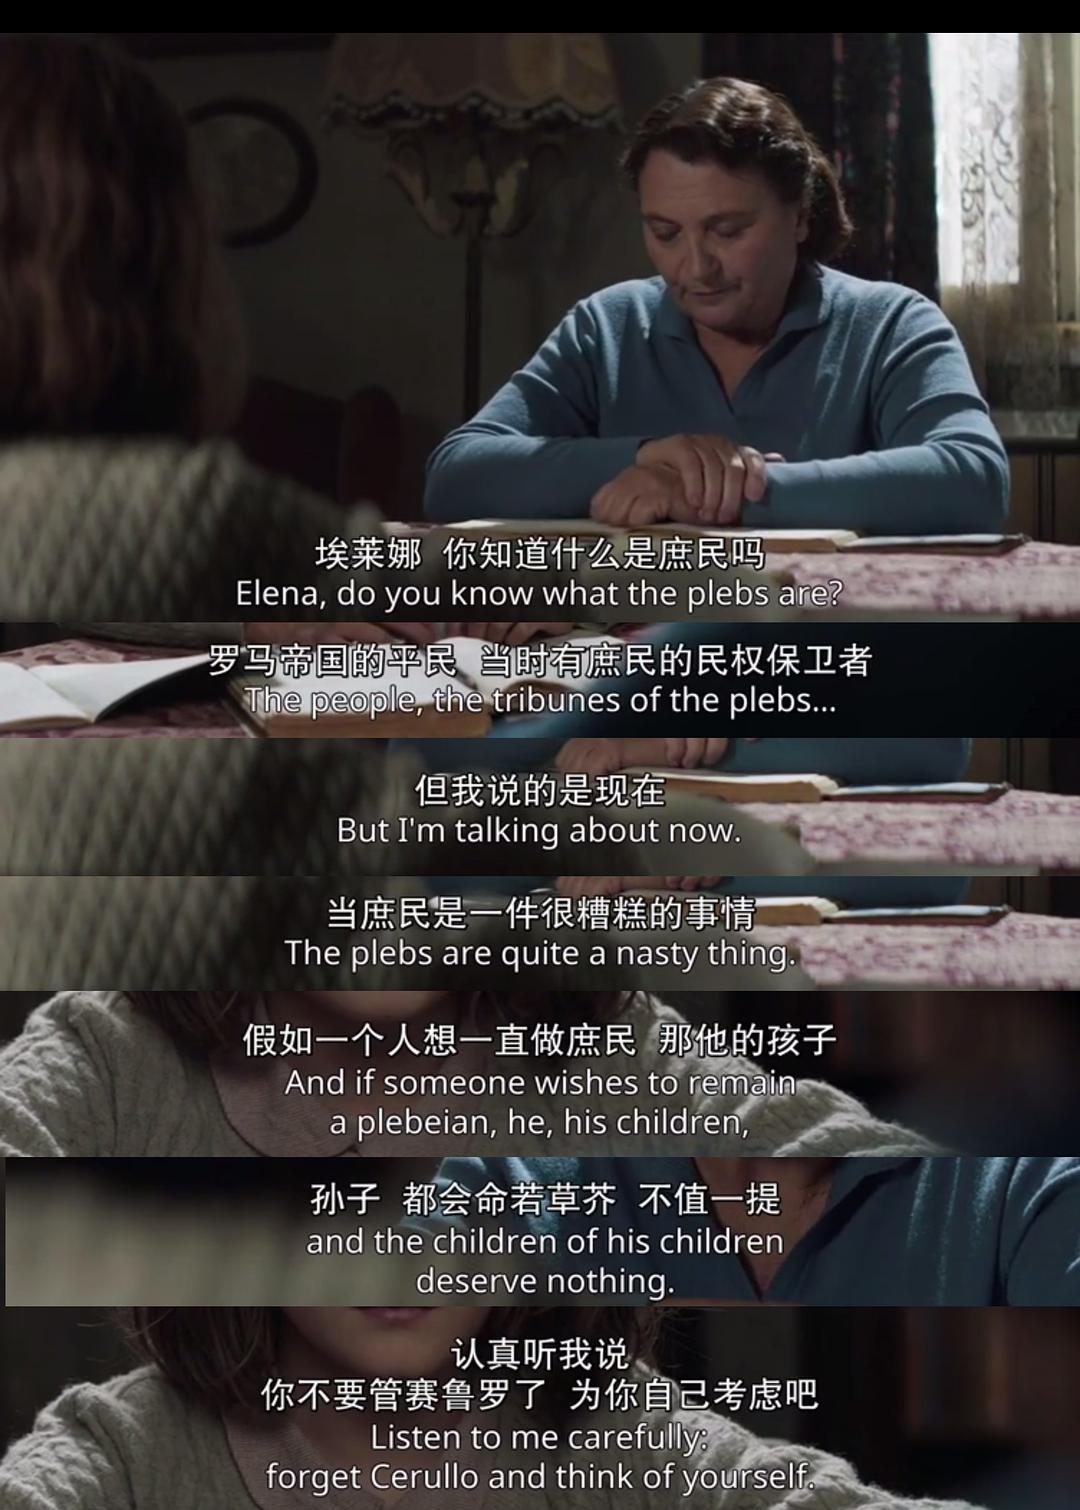 埃莱娜 你知道什么是庶民吗
Elena, do you know what the plebs are?
罗马帝国的平民 当时有庶民的民权保卫者
The people, the tribunes of the plebs...
但我说的是现在
But I'm talking about now.
当庶民是一件很糟糕的事情
The plebs are quite a nasty thing.
假如一个人想一直做庶民 那他的孩子
And if someone wishes to remain
a plebeian, he, his children,
孙子 都会命若草芥 不值一提
and the children of his children
deserve nothing.
认真听我说
你不要管赛鲁罗了 为你自己考虑吧
Listen to me carefully:
forget Cerullo and think of yourself.